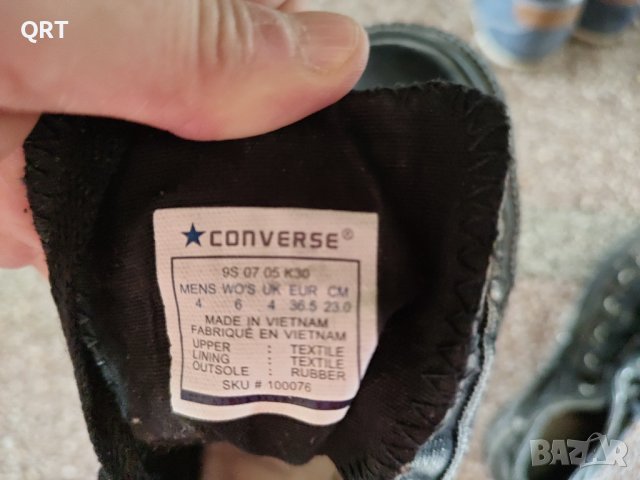 QRT
CONVERSE®
9S 07 05 K30
MENS WO'S UK EUR CM
4 6 4 36.5 23.0
MADE IN VIETNAM
FABRIQUÉ EN VIETNAM
UPPER : TEXTILE
LINING : TEXTILE
OUTSOLE : RUBBER
SKU # 100076
BAZAR